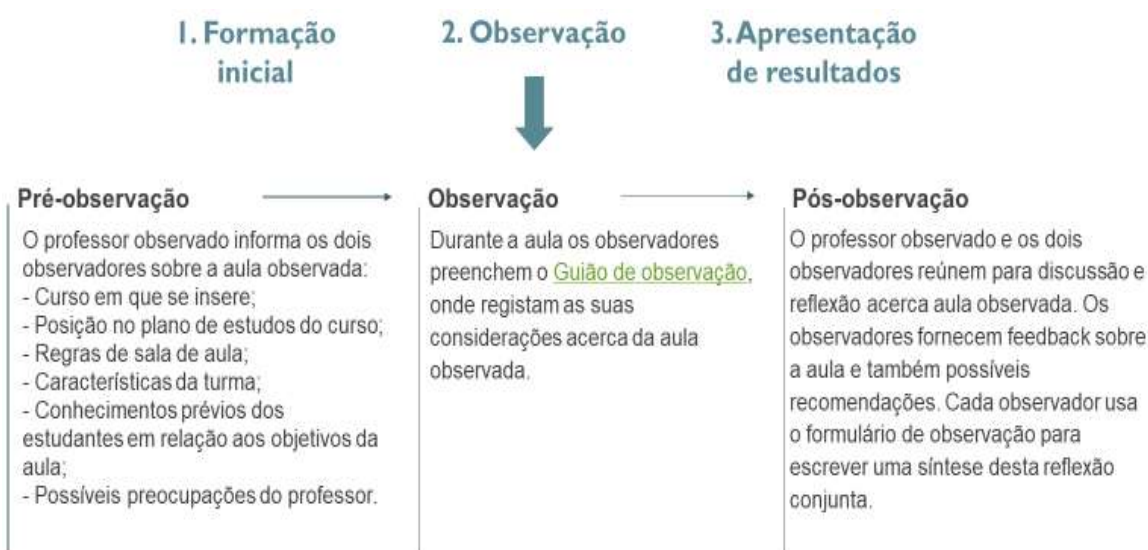 1. Formação
inicial
2. Observação
3. Apresentação
de resultados
Pré-observação
O professor observado informa os dois
observadores sobre a aula observada:
- Curso em que se insere;
- Posição no plano de estudos do curso;
- Regras de sala de aula;
- Características da turma;
- Conhecimentos prévios dos
estudantes em relação aos objetivos da
aula;
- Possíveis preocupações do professor.
Observação
Durante a aula os observadores
preenchem o Guião de observação,
onde registam as suas
considerações acerca da aula
observada.
Pós-observação
O professor observado e os dois
observadores reúnem para discussão e
reflexão acerca aula observada. Os
observadores fornecem feedback sobre
a aula e também possíveis
recomendações. Cada observador usa
o formulário de observação para
escrever uma síntese desta reflexão
conjunta.